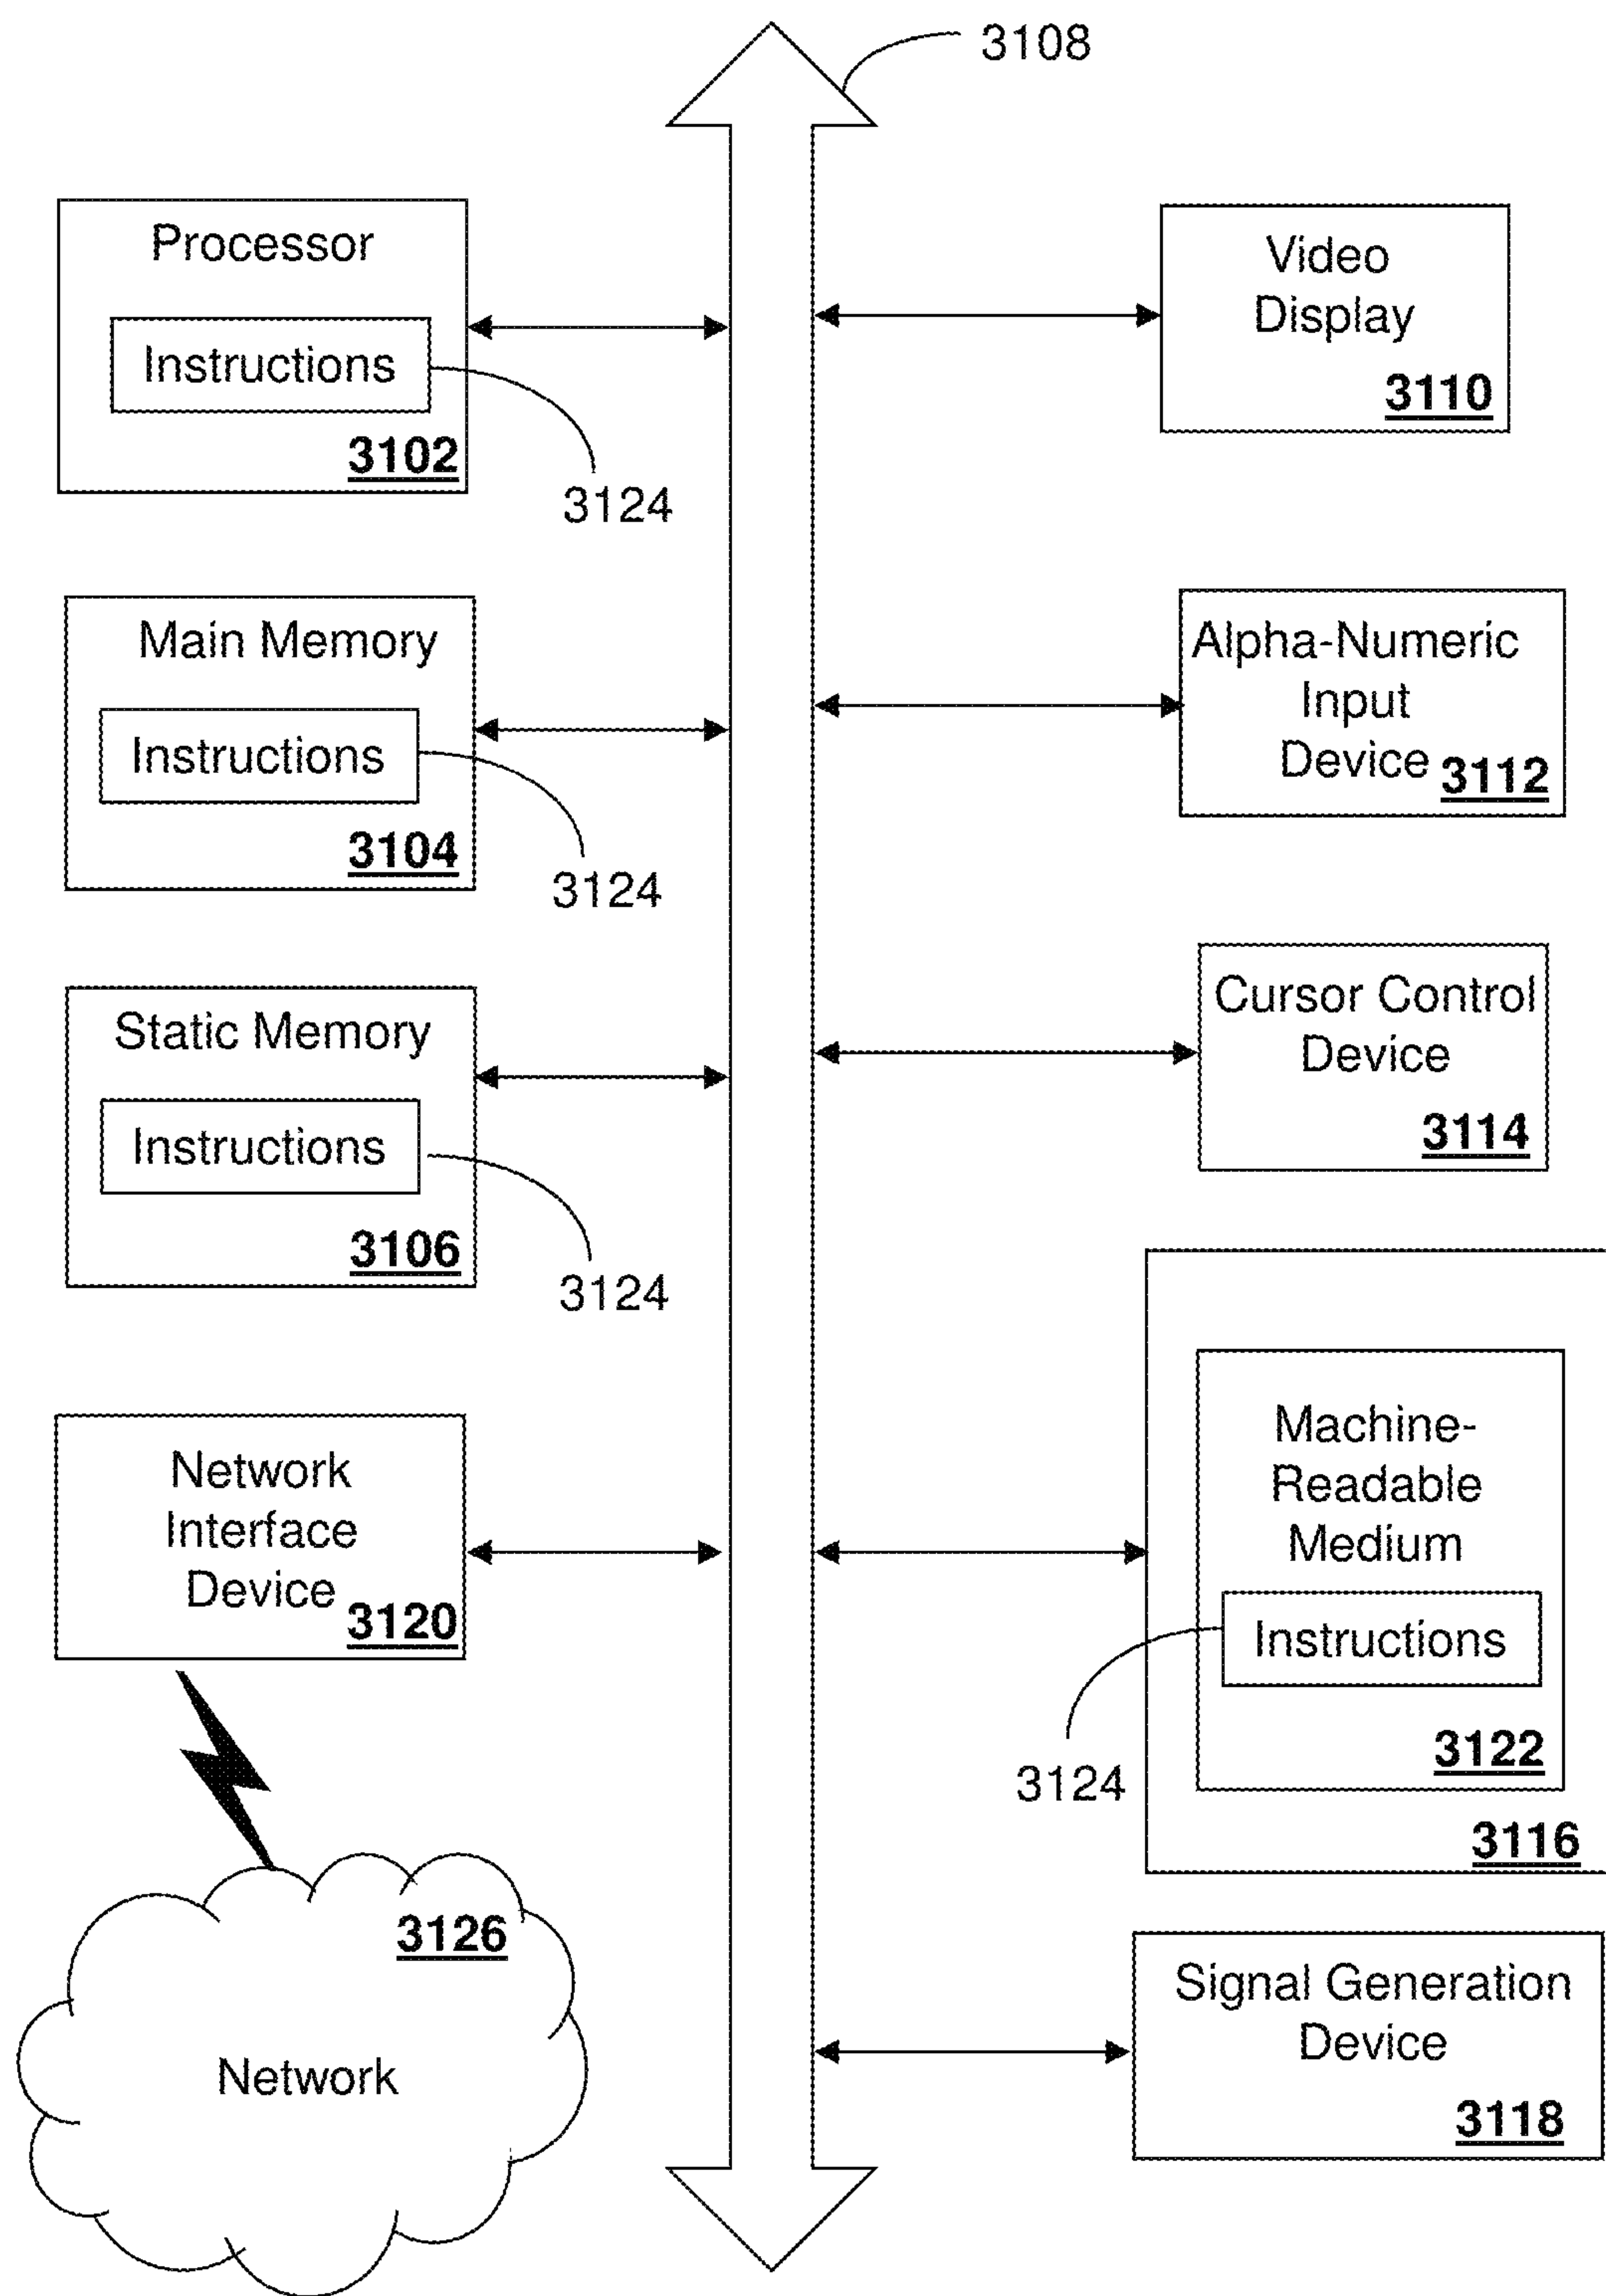 3108
Processor
Instructions
3102
3124
Main Memory
Instructions
3104
3124
Static Memory
Instructions
3106
3124
Network
Interface
Device
3120
3126
Network
Video
Display
3110
Alpha-Numeric
Input
Device
3112
Cursor Control
Device
3114
Machine-
Readable
Medium
Instructions
3122
3124
3116
Signal Generation
Device
3118